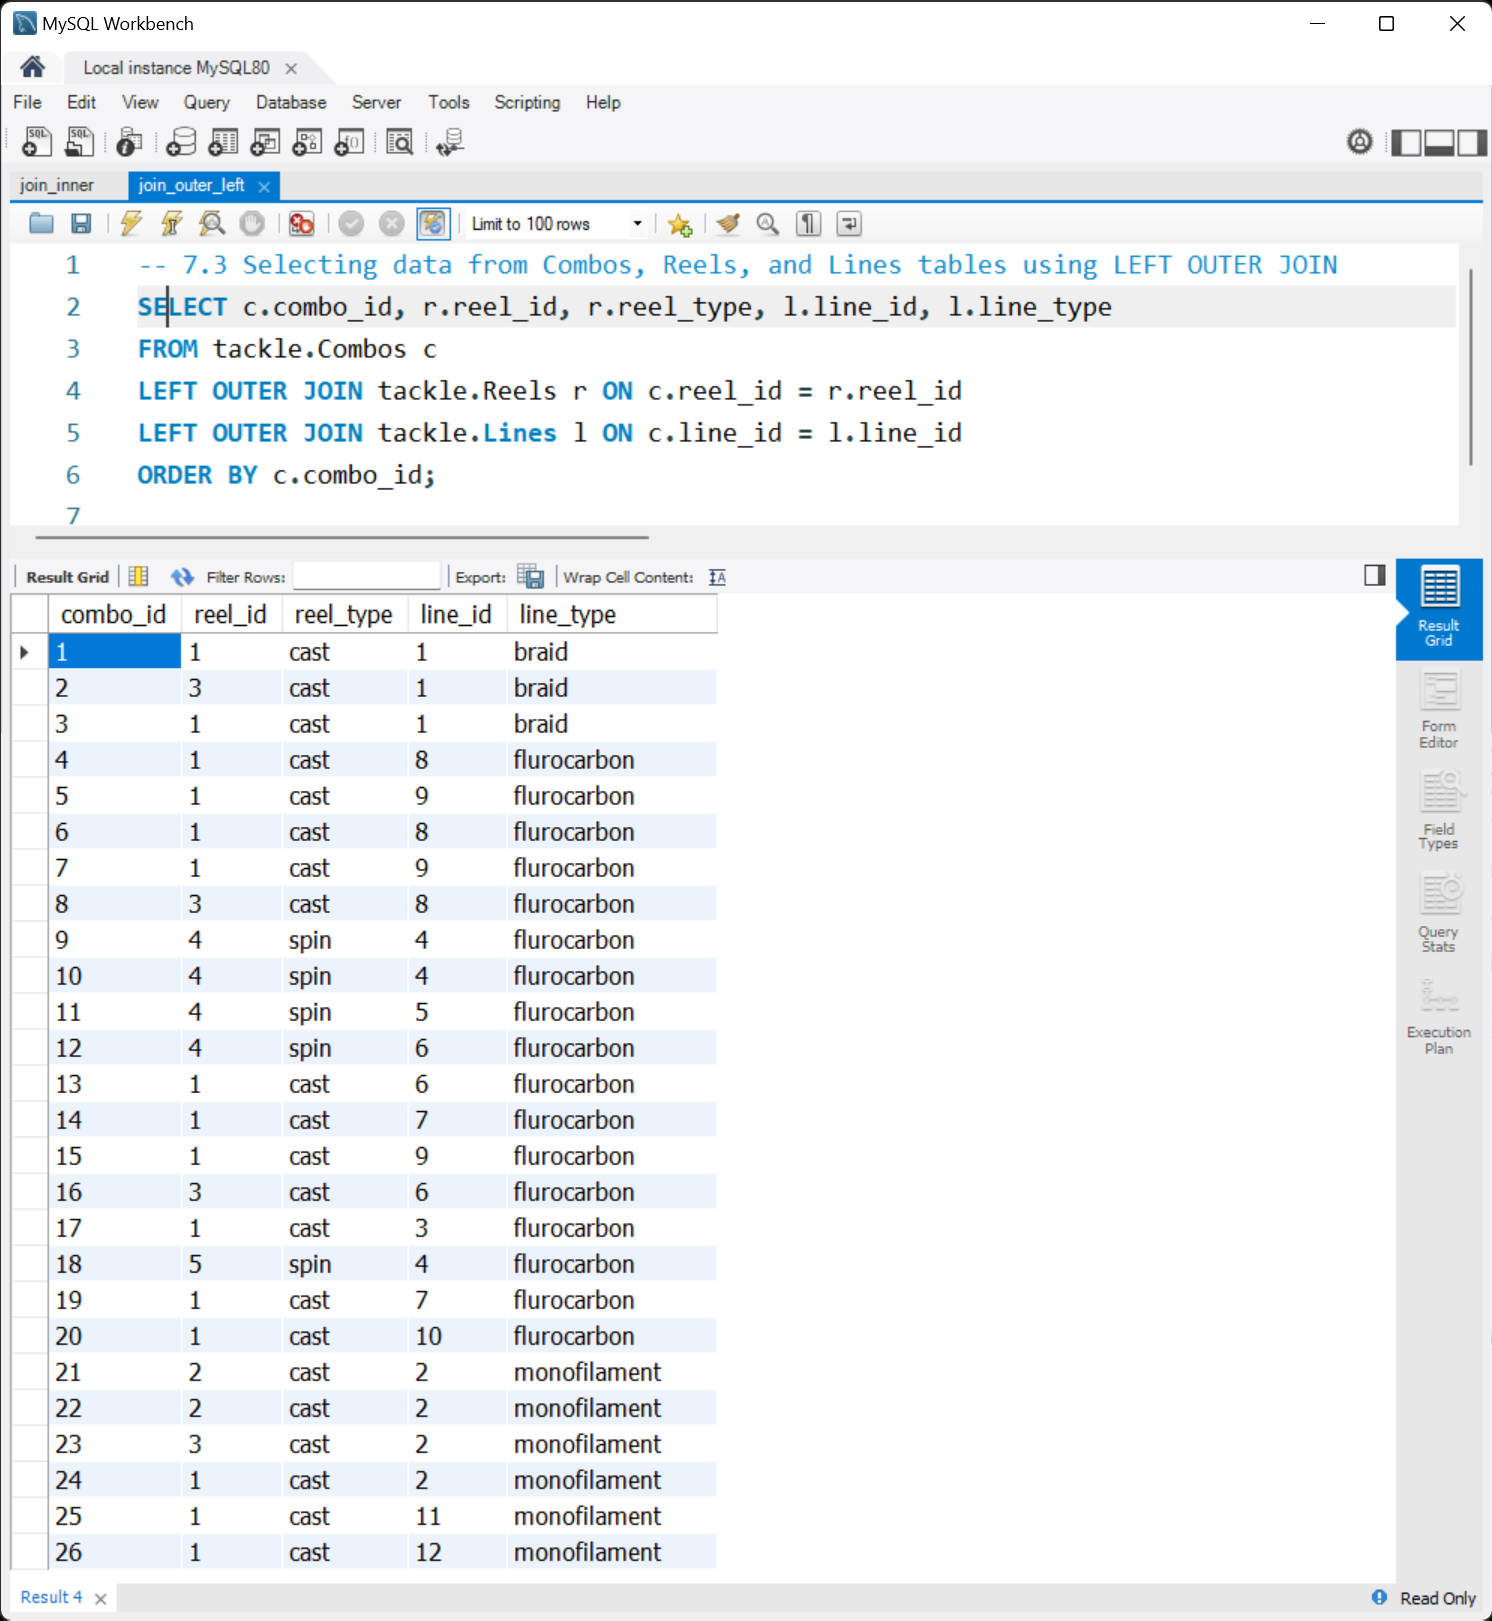 MySQL Workbench
Local instance MySQL80
File Edit View Query Database Server Tools Scripting Help
join_inner join_outer_left
Limit to 100 rows
1 -- 7.3 Selecting data from Combos, Reels, and Lines tables using LEFT OUTER JOIN
2 SELECT c.combo_id, r.reel_id, r.reel_type, l.line_id, l.line_type
3 FROM tackle.Combos c
4 LEFT OUTER JOIN tackle.Reels r ON c.reel_id = r.reel_id
5 LEFT OUTER JOIN tackle.Lines l ON c.line_id = l.line_id
6 ORDER BY c.combo_id;
7
Result Grid Filter Rows: Export: Wrap Cell Content:
combo_id reel_id reel_type line_id line_type
1 1 cast 1 braid
2 3 cast 1 braid
3 1 cast 1 braid
4 1 cast 8 flurocarbon
5 1 cast 9 flurocarbon
6 1 cast 8 flurocarbon
7 1 cast 9 flurocarbon
8 3 cast 8 flurocarbon
9 4 spin 4 flurocarbon
10 4 spin 4 flurocarbon
11 4 spin 5 flurocarbon
12 4 spin 6 flurocarbon
13 1 cast 6 flurocarbon
14 1 cast 7 flurocarbon
15 1 cast 9 flurocarbon
16 3 cast 6 flurocarbon
17 1 cast 3 flurocarbon
18 5 spin 4 flurocarbon
19 1 cast 7 flurocarbon
20 1 cast 10 flurocarbon
21 2 cast 2 monofilament
22 2 cast 2 monofilament
23 3 cast 2 monofilament
24 1 cast 2 monofilament
25 1 cast 11 monofilament
26 1 cast 12 monofilament
Result
Grid
Form
Editor
Field
Types
Query
Stats
Execution
Plan
Result 4
Read Only